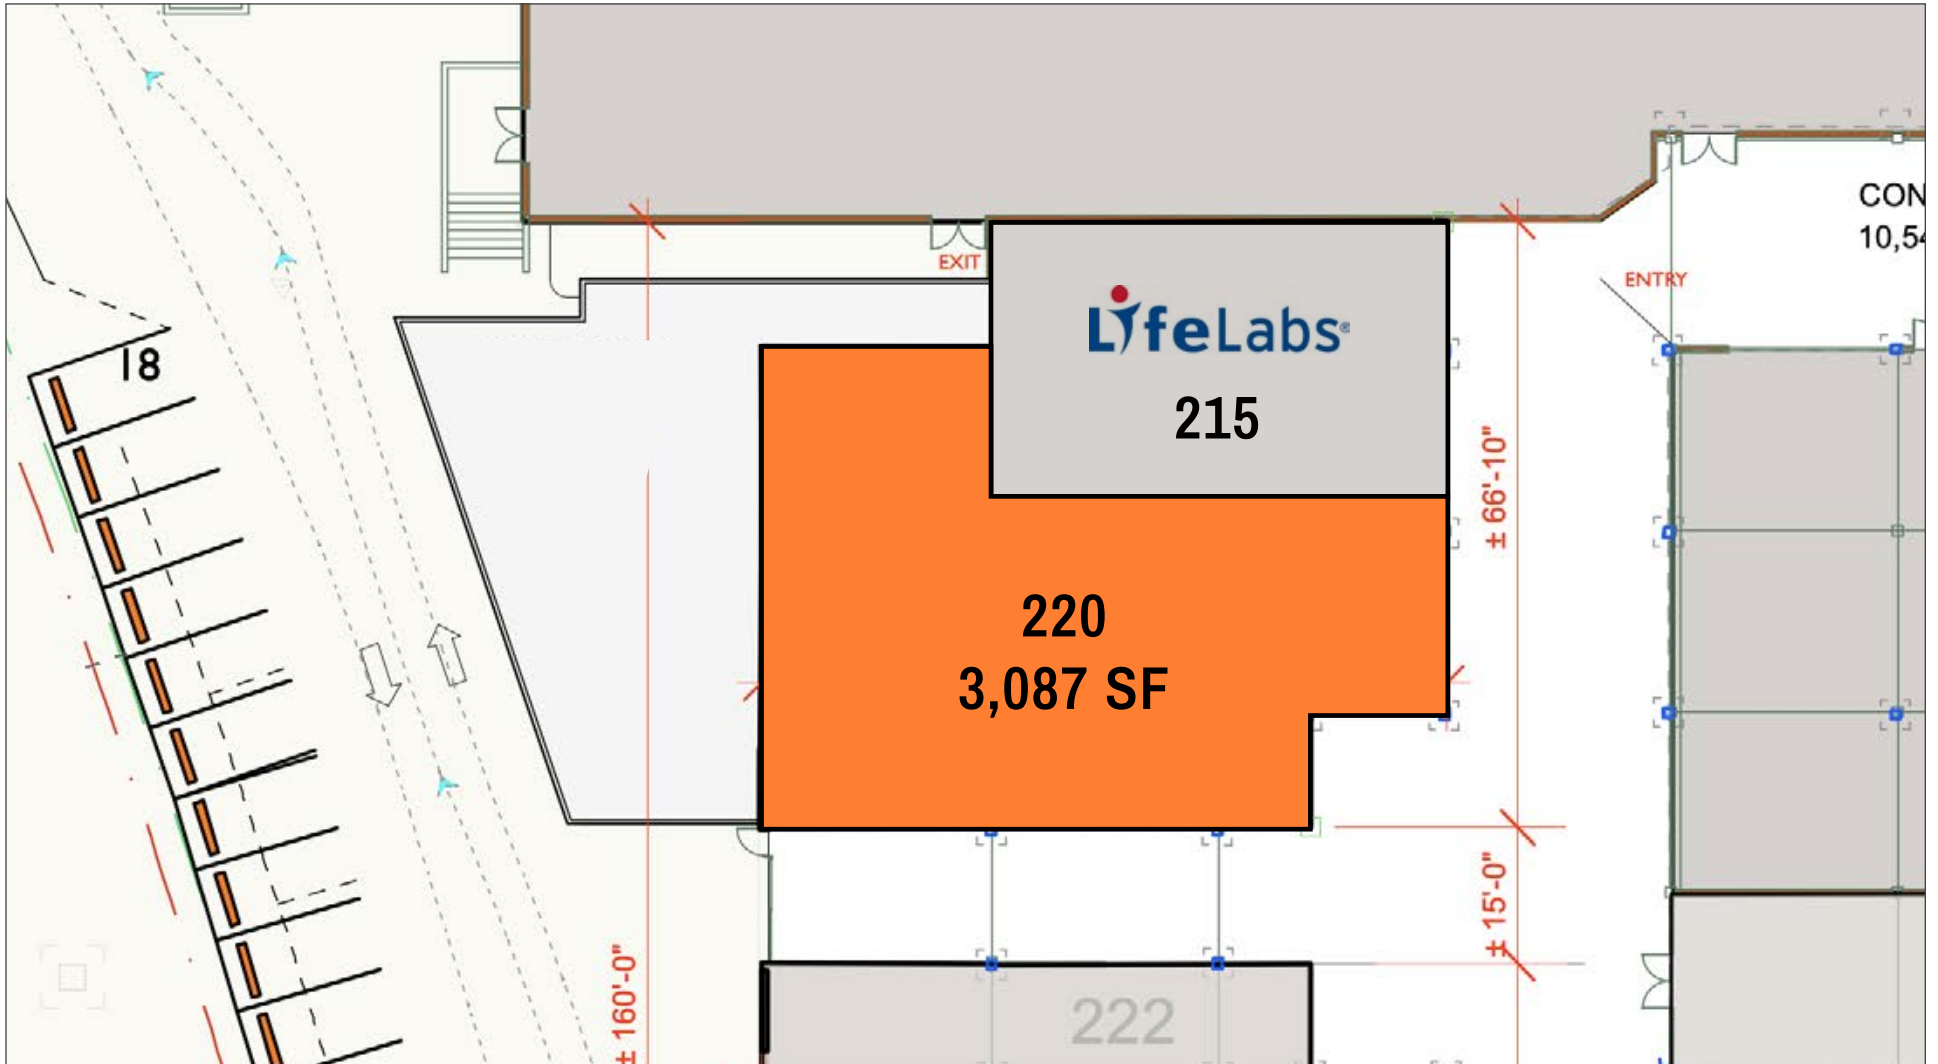 CON
10,54
EXIT
ENTRY
LifeLabs®
18
215
± 66'-10"
220
3,087 SF
± 15'-0"
± 160'-0"
222